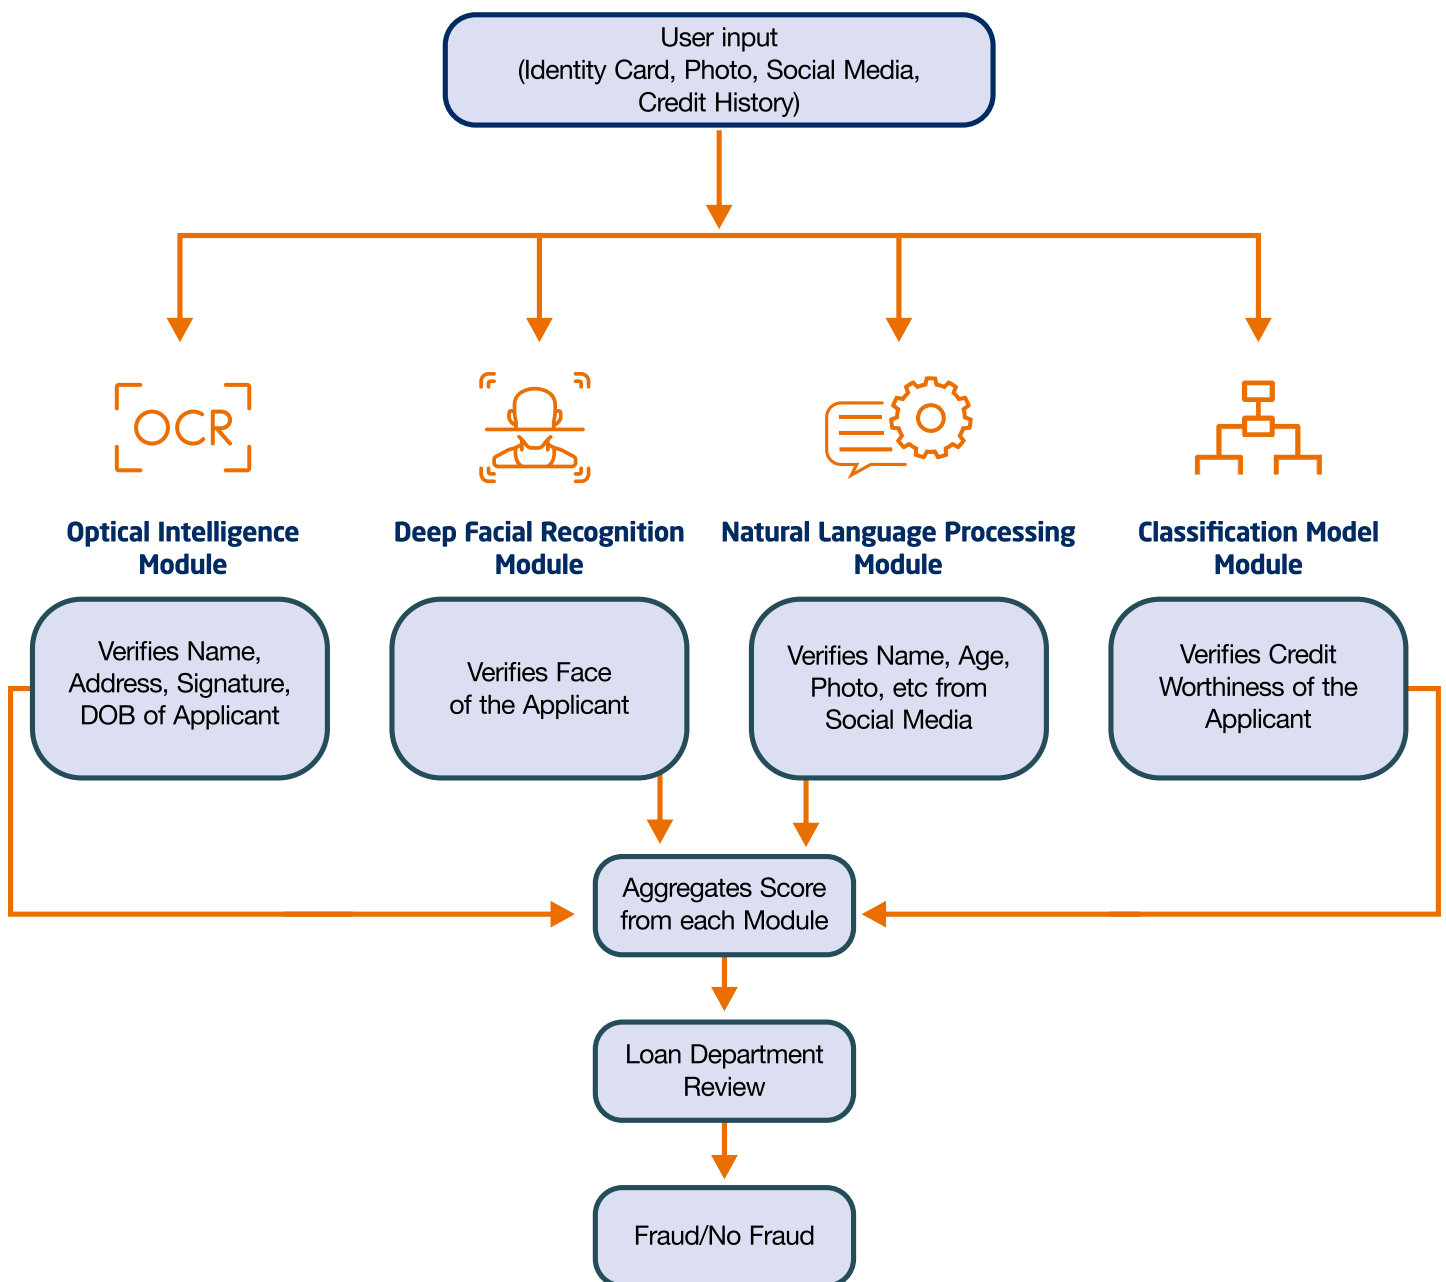 User input
(Identity Card, Photo, Social Media,
Credit History)
OCR
Optical Intelligence
Module
Deep Facial Recognition
Module
Natural Language Processing
Module
Classification Model
Module
Verifies Name,
Address, Signature,
DOB of Applicant
Verifies Face
of the Applicant
Verifies Name, Age,
Photo, etc from
Social Media
Verifies Credit
Worthiness of the
Applicant
Aggregates Score
from each Module
Loan Department
Review
Fraud/No Fraud